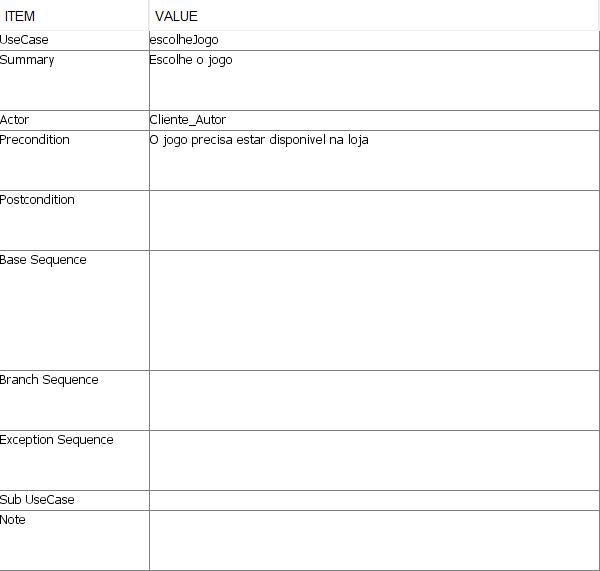 ITEM VALUE
UseCase escolheJogo
Summary Escolhe o jogo
Actor Cliente_Autor
Precondition O jogo precisa estar disponivel na loja
Postcondition
Base Sequence
Branch Sequence
Exception Sequence
Sub UseCase
Note